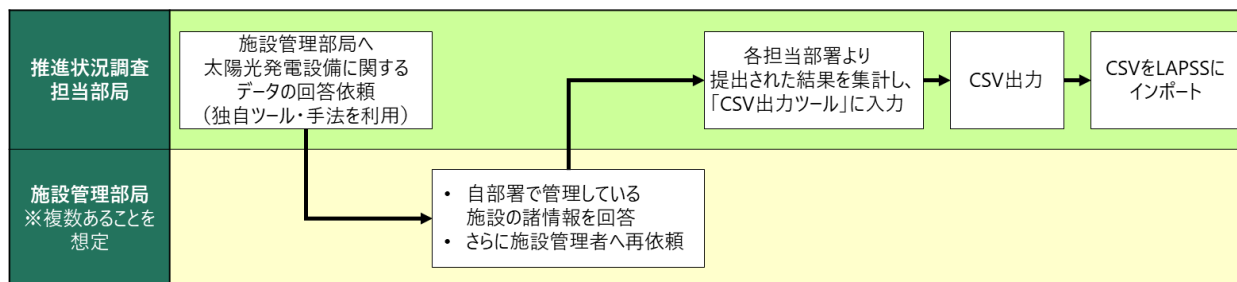 推進状況調査
担当部局
施設管理部局へ
太陽光発電設備に関する
データの回答依頼
（独自ツール・手法を利用）
各担当部署より
提出された結果を集計し、
「CSV出力ツール」に入力
CSV出力
CSVをLAPSSに
インポート
施設管理部局
※複数あることを
想定
• 自部署で管理している
施設の諸情報を回答
• さらに施設管理者へ再依頼